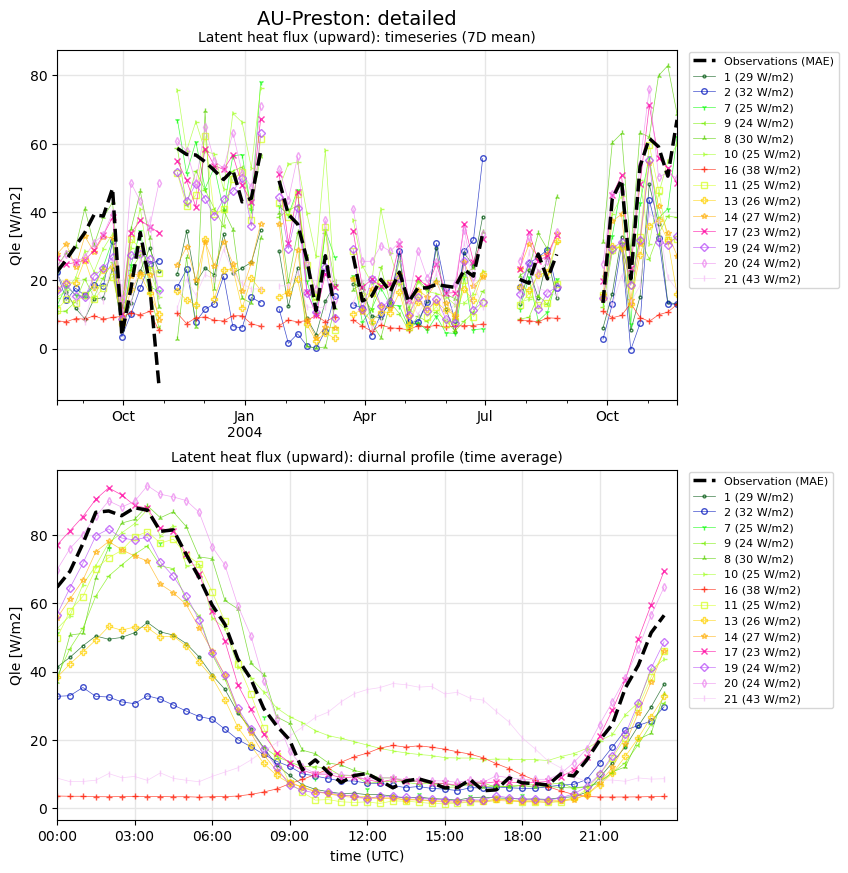 AU-Preston: detailed
Latent heat flux (upward): timeseries (7D mean)
Qle [W/m2]
80
60
40
20
0
Oct
Jan
2004
Apr
Jul
Oct
Observations (MAE)
1 (29 W/m2)
2 (32 W/m2)
7 (25 W/m2)
9 (24 W/m2)
8 (30 W/m2)
10 (25 W/m2)
16 (38 W/m2)
11 (25 W/m2)
13 (26 W/m2)
14 (27 W/m2)
17 (23 W/m2)
19 (24 W/m2)
20 (24 W/m2)
21 (43 W/m2)
Latent heat flux (upward): diurnal profile (time average)
Qle [W/m2]
80
60
40
20
0
00:00
03:00
06:00
09:00
12:00
15:00
18:00
21:00
time (UTC)
Observation (MAE)
1 (29 W/m2)
2 (32 W/m2)
7 (25 W/m2)
9 (24 W/m2)
8 (30 W/m2)
10 (25 W/m2)
16 (38 W/m2)
11 (25 W/m2)
13 (26 W/m2)
14 (27 W/m2)
17 (23 W/m2)
19 (24 W/m2)
20 (24 W/m2)
21 (43 W/m2)